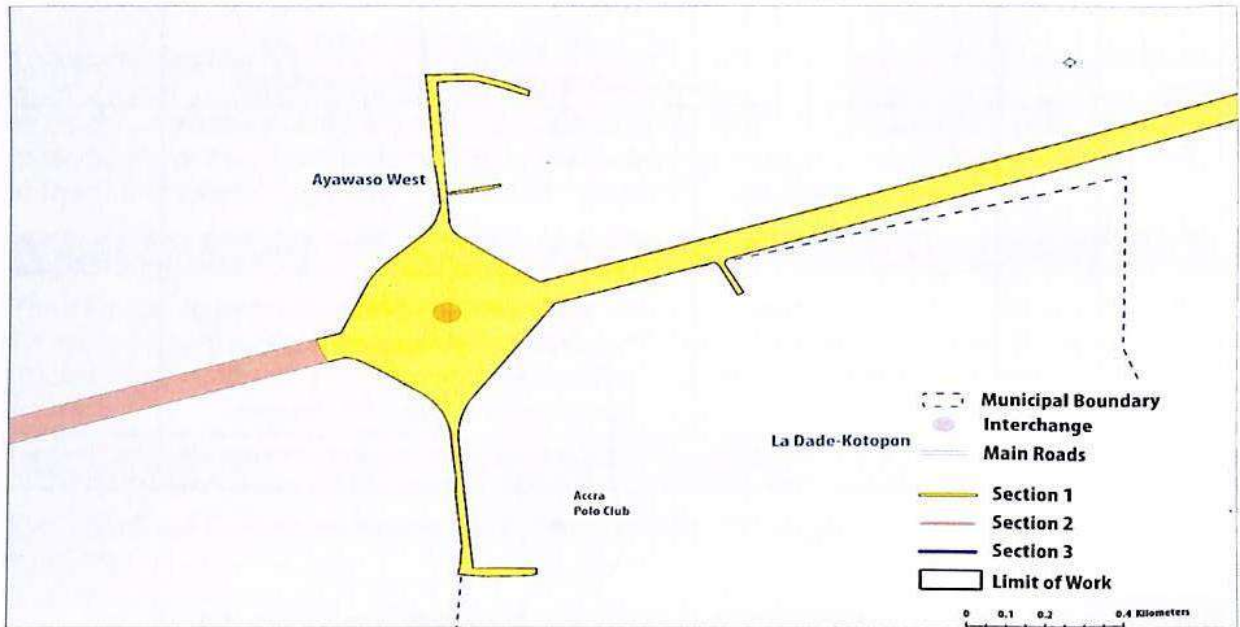 Ayawaso West
Municipal Boundary
Interchange
La Dade-Kotopon
Main Roads
Section 1
Accra
Polo Club
Section 2
Section 3
Limit of Work
0 0.1 0.2 0.4 Kilometers